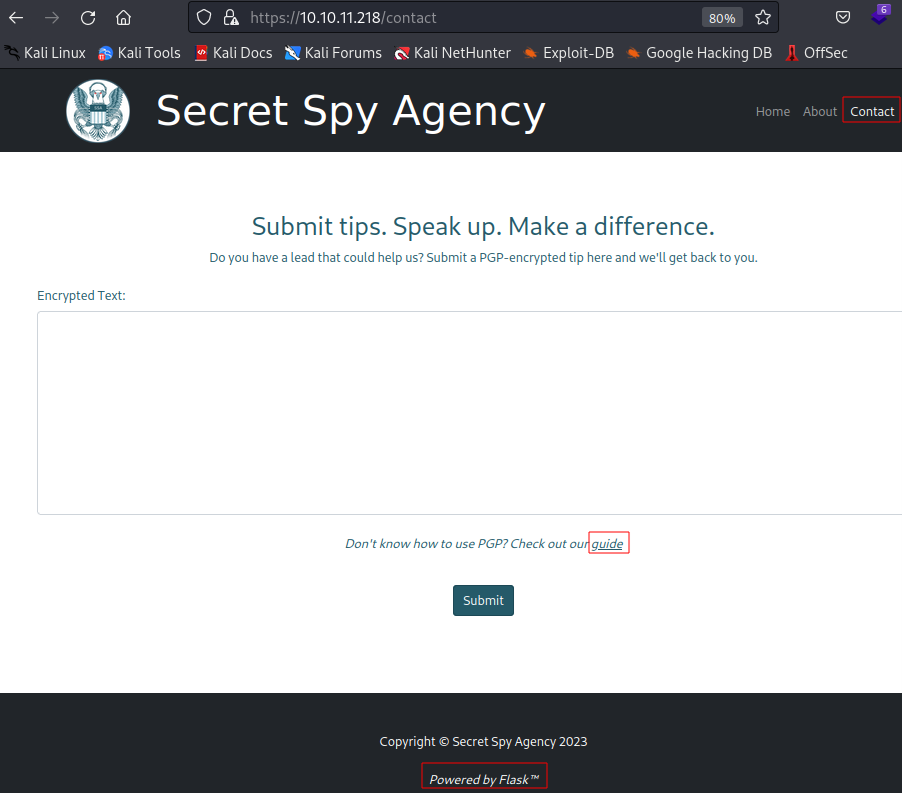 https://10.10.11.218/contact
80%
6
Kali Linux Kali Tools Kali Docs Kali Forums Kali NetHunter Exploit-DB Google Hacking DB OffSec
Secret Spy Agency
Home About Contact
Submit tips. Speak up. Make a difference.
Do you have a lead that could help us? Submit a PGP-encrypted tip here and we'll get back to you.
Encrypted Text:
Don't know how to use PGP? Check out our guide
Submit
Copyright © Secret Spy Agency 2023
Powered by Flask™